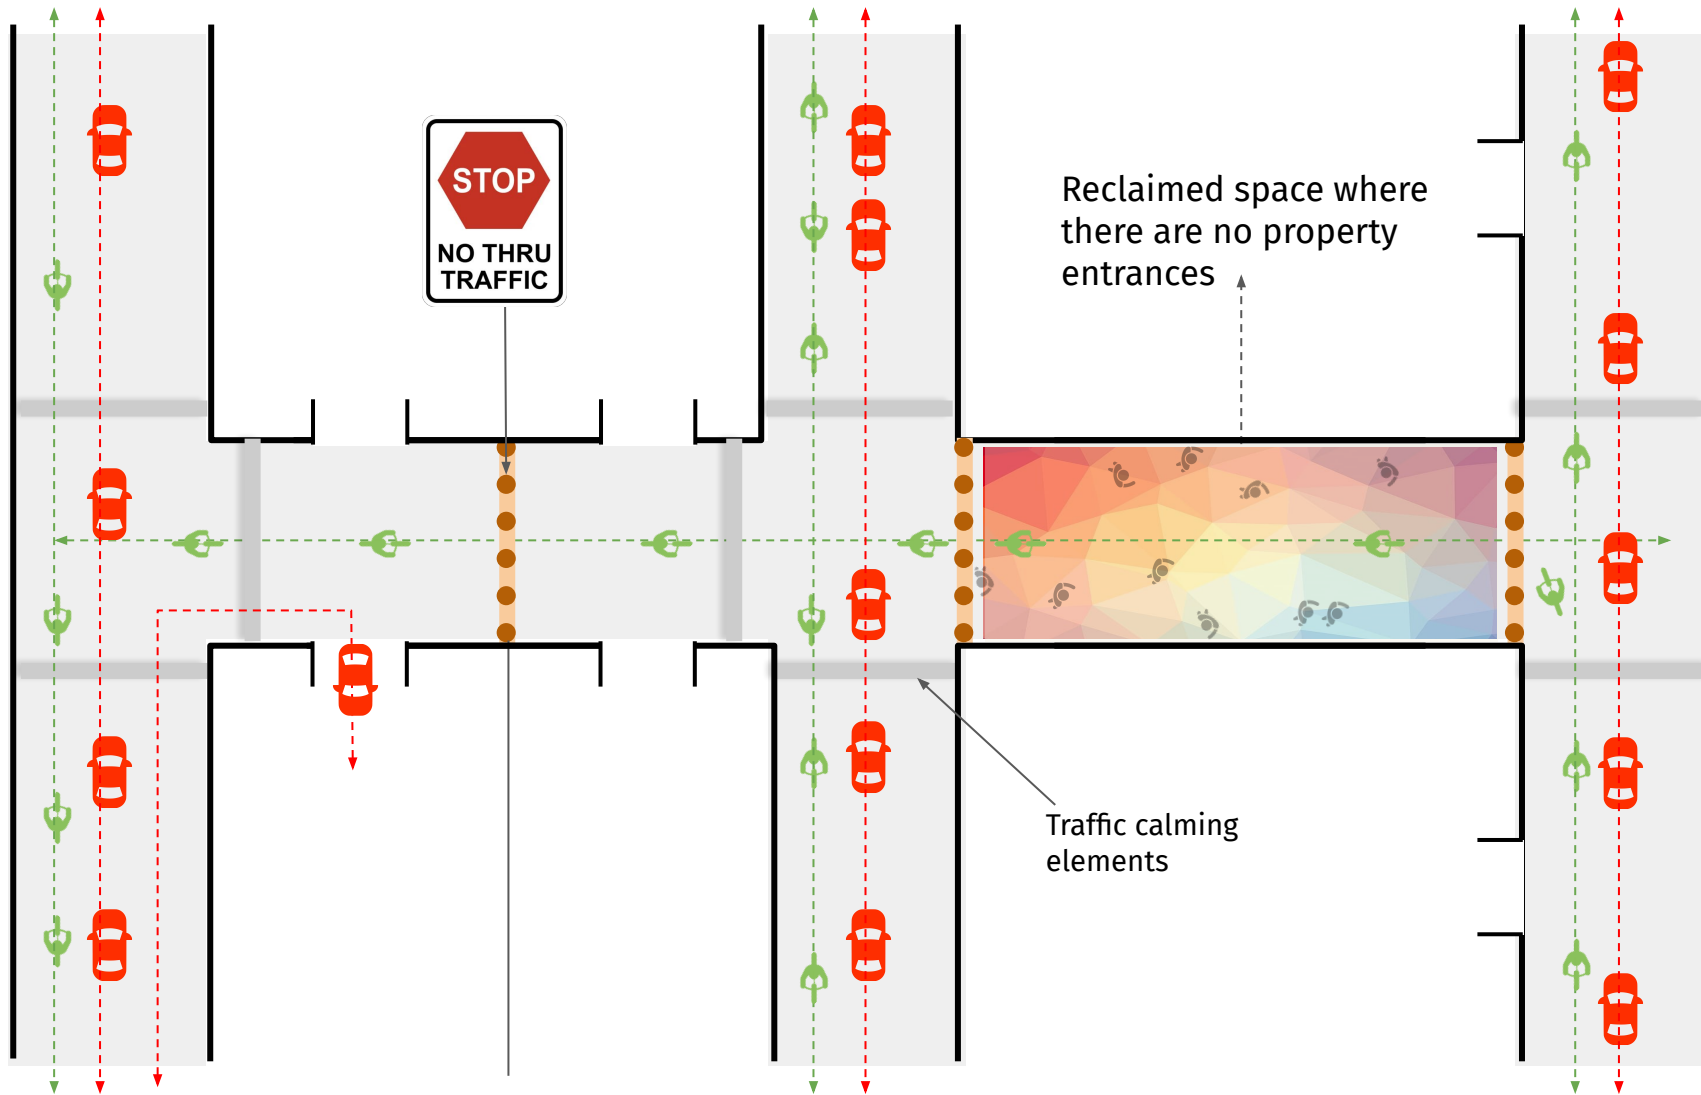 STOP
NO THRU
TRAFFIC
Reclaimed space where
there are no property
entrances
Traffic calming
elements